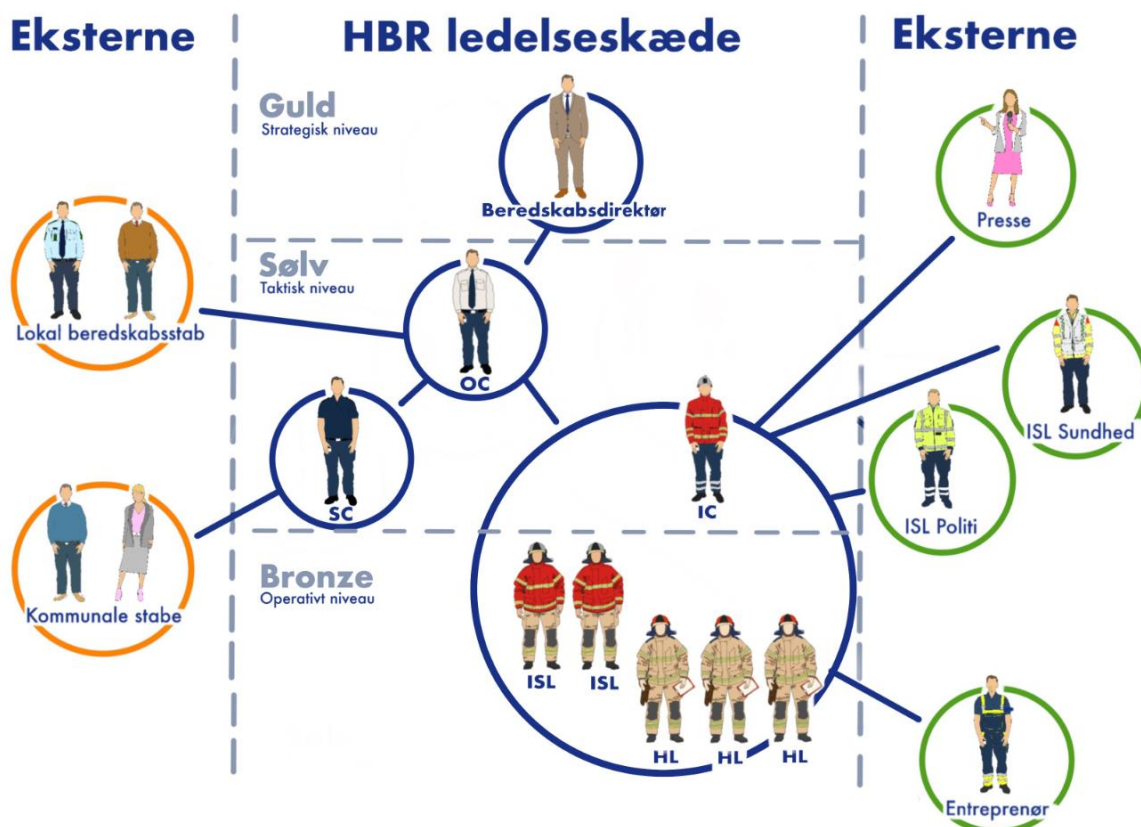 Eksterne
HBR ledelseskæde
Eksterne
Guld
Strategisk niveau
Beredskabsdirektør
Presse
Sølv
Taktisk niveau
Lokal beredskabsstab
OC
ISL Sundhed
SC
IC
ISL Politi
Bronze
Operativt niveau
Kommunale stabe
ISL
ISL
HL
HL
HL
Entreprenør